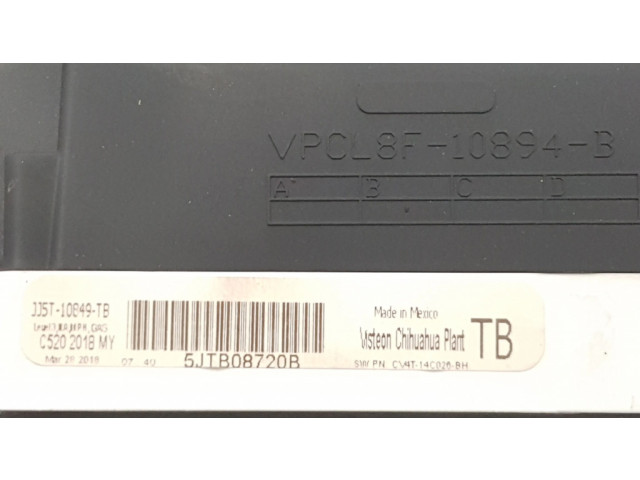 VPCL8F-10894-B
A B C D
JJ5T-10849-TB
C520 2018 MY
Mar 26 2018 07 40
5JTB08720B
Made in Mexico
Visteon Chihuahua Plant
TB
SW PN CV4T-14C026-BH